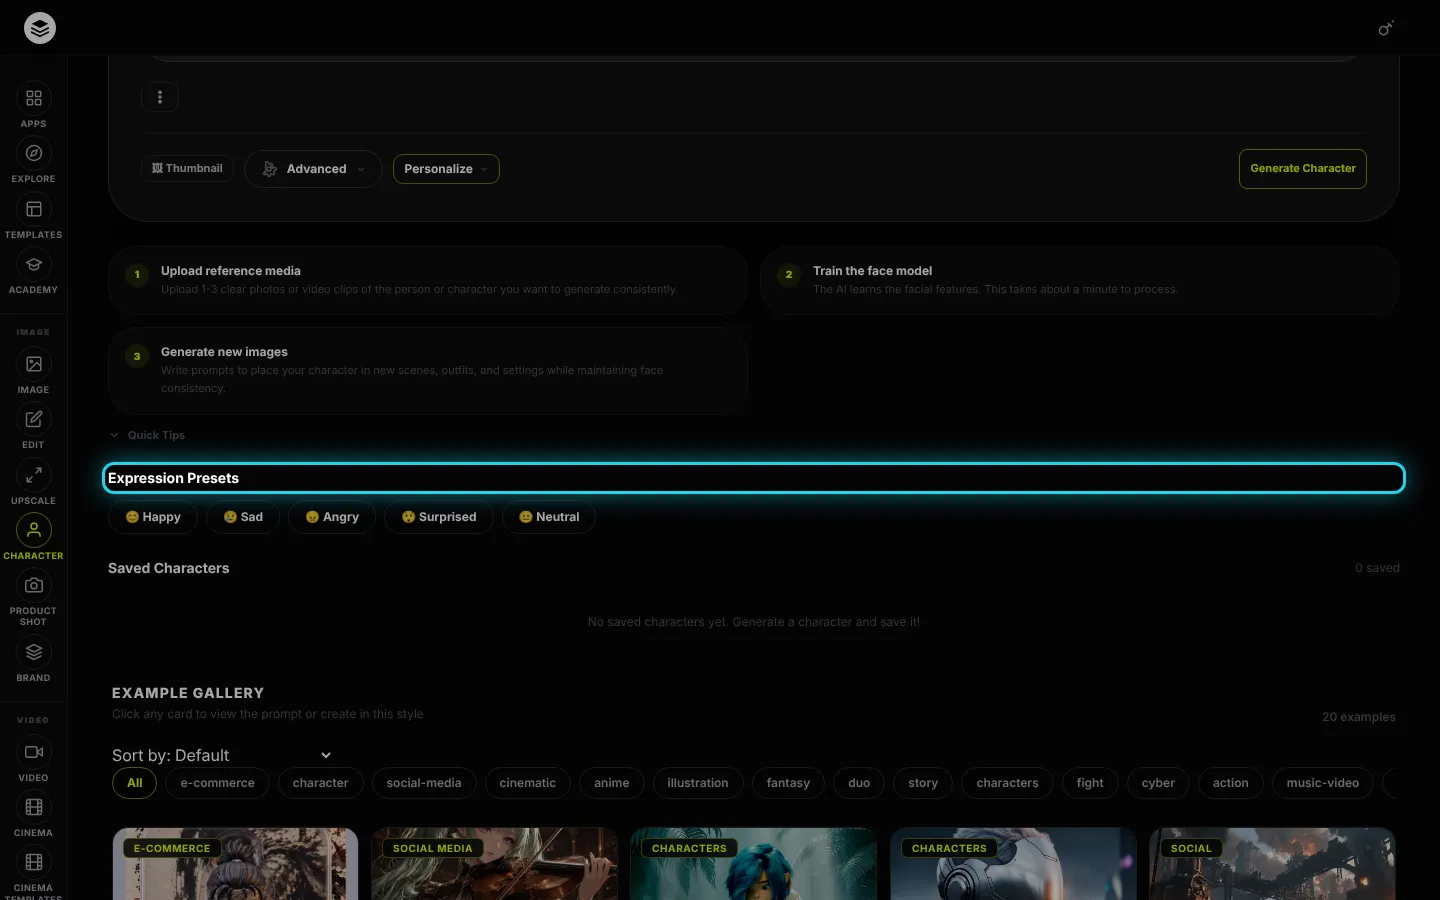 APPS
EXPLORE
TEMPLATES
ACADEMY
IMAGE
IMAGE
EDIT
UPSCALE
CHARACTER
PRODUCT
SHOT
BRAND
VIDEO
VIDEO
CINEMA
CINEMA
TEMPLATES
Thumbnail
Advanced
Personalize
Generate Character
1
Upload reference media
Upload 1-3 clear photos or video clips of the person or character you want to generate consistently.
2
Train the face model
The AI learns the facial features. This takes about a minute to process.
3
Generate new images
Write prompts to place your character in new scenes, outfits, and settings while maintaining face
consistency.
Quick Tips
Expression Presets
😊 Happy
😢 Sad
😠 Angry
😲 Surprised
😐 Neutral
Saved Characters
0 saved
No saved characters yet. Generate a character and save it!
EXAMPLE GALLERY
Click any card to view the prompt or create in this style
20 examples
Sort by: Default
All
e-commerce
character
social-media
cinematic
anime
illustration
fantasy
duo
story
characters
fight
cyber
action
music-video
E-COMMERCE
SOCIAL MEDIA
CHARACTERS
CHARACTERS
SOCIAL